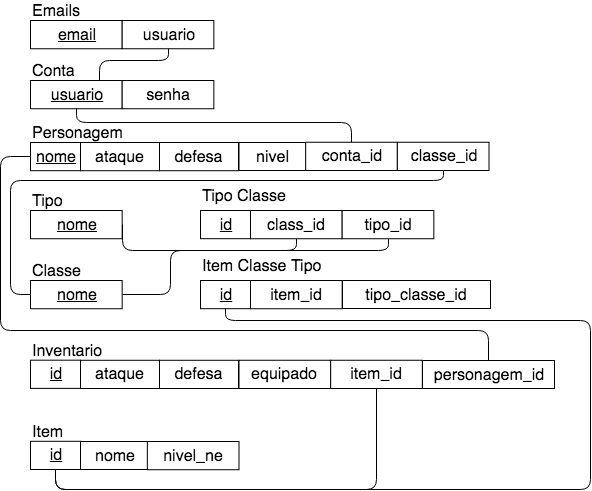 Emails
email usuario
Conta
usuario senha
Personagem
nome ataque defesa nivel conta_id classe_id
Tipo Tipo Classe
nome id class_id tipo_id
Classe Item Classe Tipo
nome id item_id tipo_classe_id
Inventario
id ataque defesa equipado item_id personagem_id
Item
id nome nivel_ne